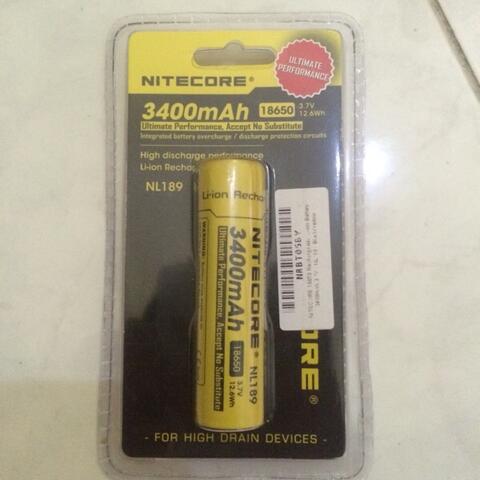 NITECORE®
ULTIMATE
PERFORMANCE
3400mAh 18650 3.7V 12.6Wh
Ultimate Performance, Accept No Substitute
Integrated battery overcharge / discharge protection circuits
High discharge performance
Li-ion Rechar
NL189
Li-ion Recha
NITECORE® NL189
3400mAh 18650 3.7V 12.6Wh
Ultimate Performance, Accept No Substitute
WARNING:
NRBT05BY
ORE®
- FOR HIGH DRAIN DEVICES -